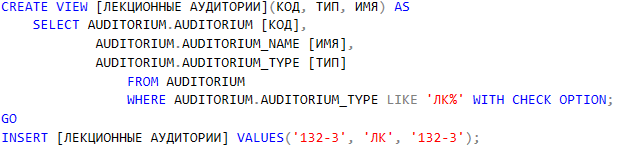 CREATE VIEW [ЛЕКЦИОННЫЕ АУДИТОРИИ](КОД, ТИП, ИМЯ) AS
SELECT AUDITORIUM.AUDITORIUM [КОД],
AUDITORIUM.AUDITORIUM_NAME [ИМЯ],
AUDITORIUM.AUDITORIUM_TYPE [ТИП]
FROM AUDITORIUM
WHERE AUDITORIUM.AUDITORIUM_TYPE LIKE 'ЛК%' WITH CHECK OPTION;
GO
INSERT [ЛЕКЦИОННЫЕ АУДИТОРИИ] VALUES('132-3', 'ЛК', '132-3');